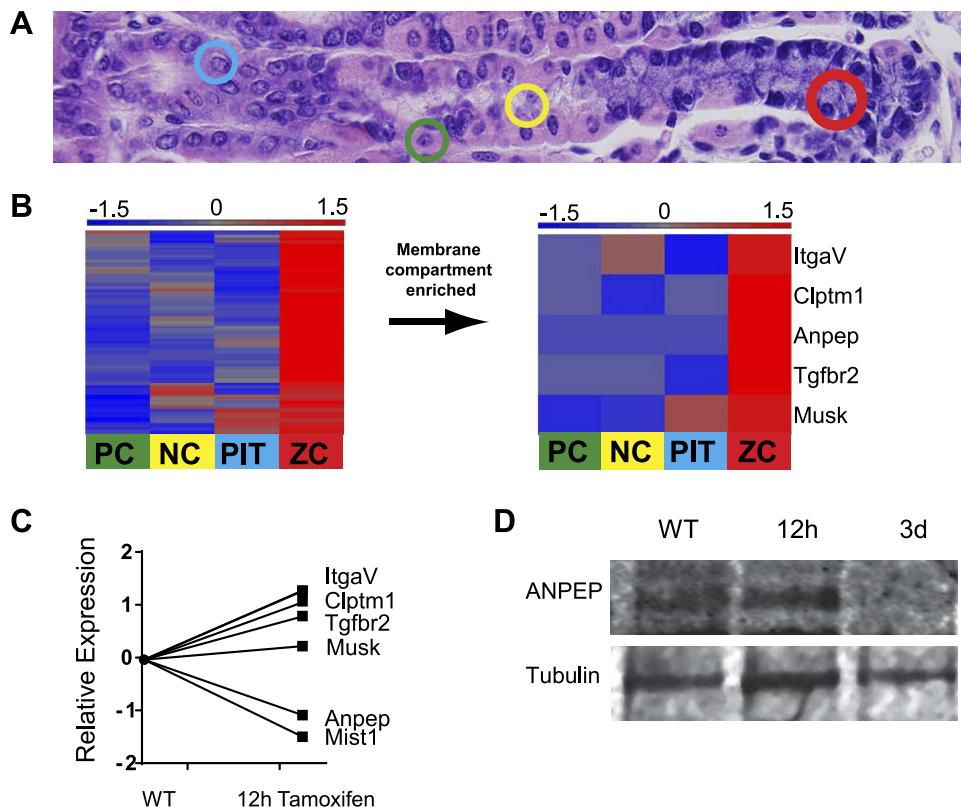 A
B
-1.5 0 1.5
PC NC PIT ZC
Membrane
compartment
enriched
-1.5 0 1.5
ItgaV
Clptm1
Anpep
Tgfbr2
Musk
PC NC PIT ZC
C
Relative Expression
2
1
0
-1
-2
ItgaV
Clptm1
Tgfbr2
Musk
Anpep
Mist1
WT 12h Tamoxifen
D
WT 12h 3d
ANPEP
Tubulin